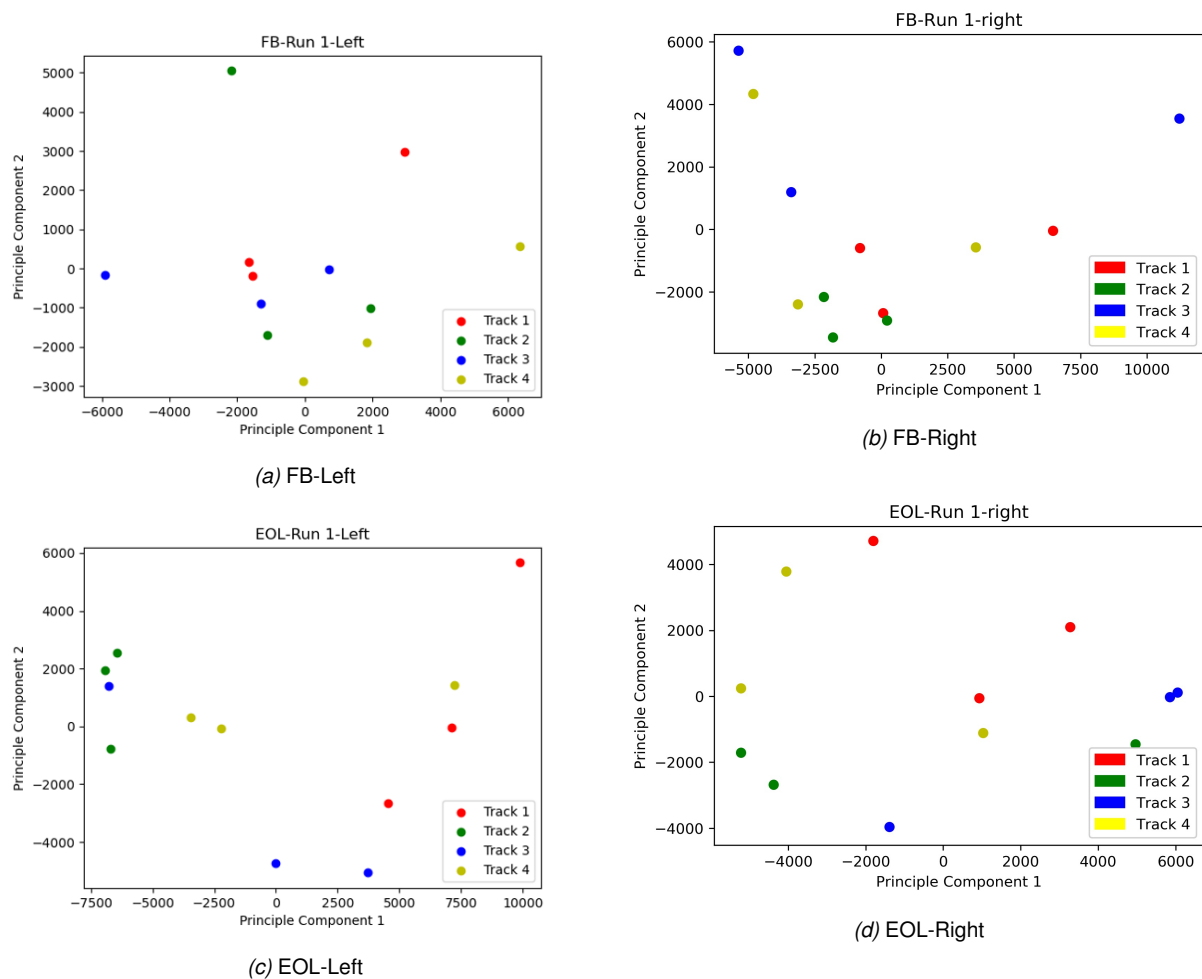 FB-Run 1-Left
Principle Component 2
5000
4000
3000
2000
1000
0
−1000
−2000
−3000
Track 1
Track 2
Track 3
Track 4
−6000 −4000 −2000 0 2000 4000 6000
Principle Component 1
(a) FB-Left
FB-Run 1-right
Principle Component 2
6000
4000
2000
0
−2000
Track 1
Track 2
Track 3
Track 4
−5000 −2500 0 2500 5000 7500 10000
Principle Component 1
(b) FB-Right
EOL-Run 1-Left
Principle Component 2
6000
4000
2000
0
−2000
−4000
Track 1
Track 2
Track 3
Track 4
−7500 −5000 −2500 0 2500 5000 7500 10000
Principle Component 1
(c) EOL-Left
EOL-Run 1-right
Principle Component 2
4000
2000
0
−2000
−4000
Track 1
Track 2
Track 3
Track 4
−4000 −2000 0 2000 4000 6000
Principle Component 1
(d) EOL-Right